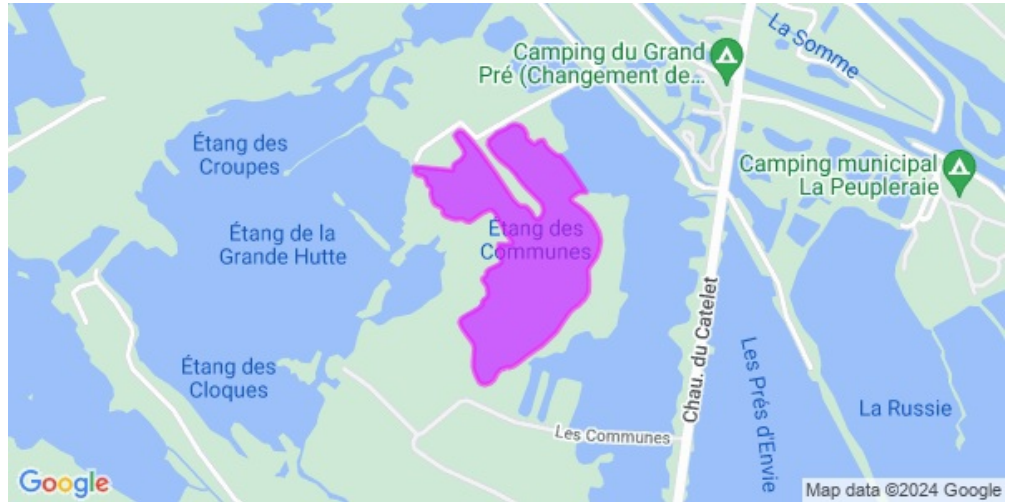 La Somme
Camping du Grand
Pré (Changement de...
Étang des
Croupes
Camping municipal
La Peupleraie
Étang de la
Grande Hutte
Étang des
Communes
Chau. du Catelet
Les Prés d'Envie
Étang des
Cloques
La Russie
Les Communes
Google
Map data ©2024 Google